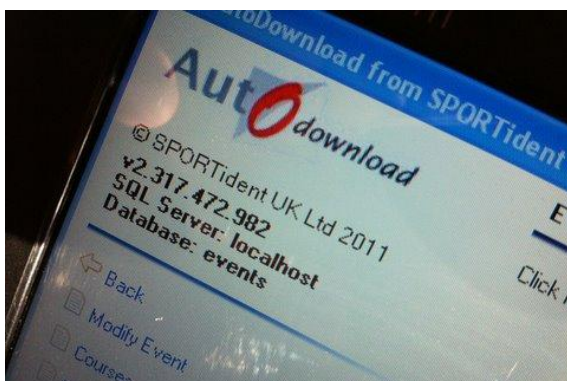 AutoDownload from SPORTident
AutOdownload
© SPORTident UK Ltd 2011
v2.317.472.982
SQL Server: localhost
Database: events
Back
Modify Event
Courses
E
Click